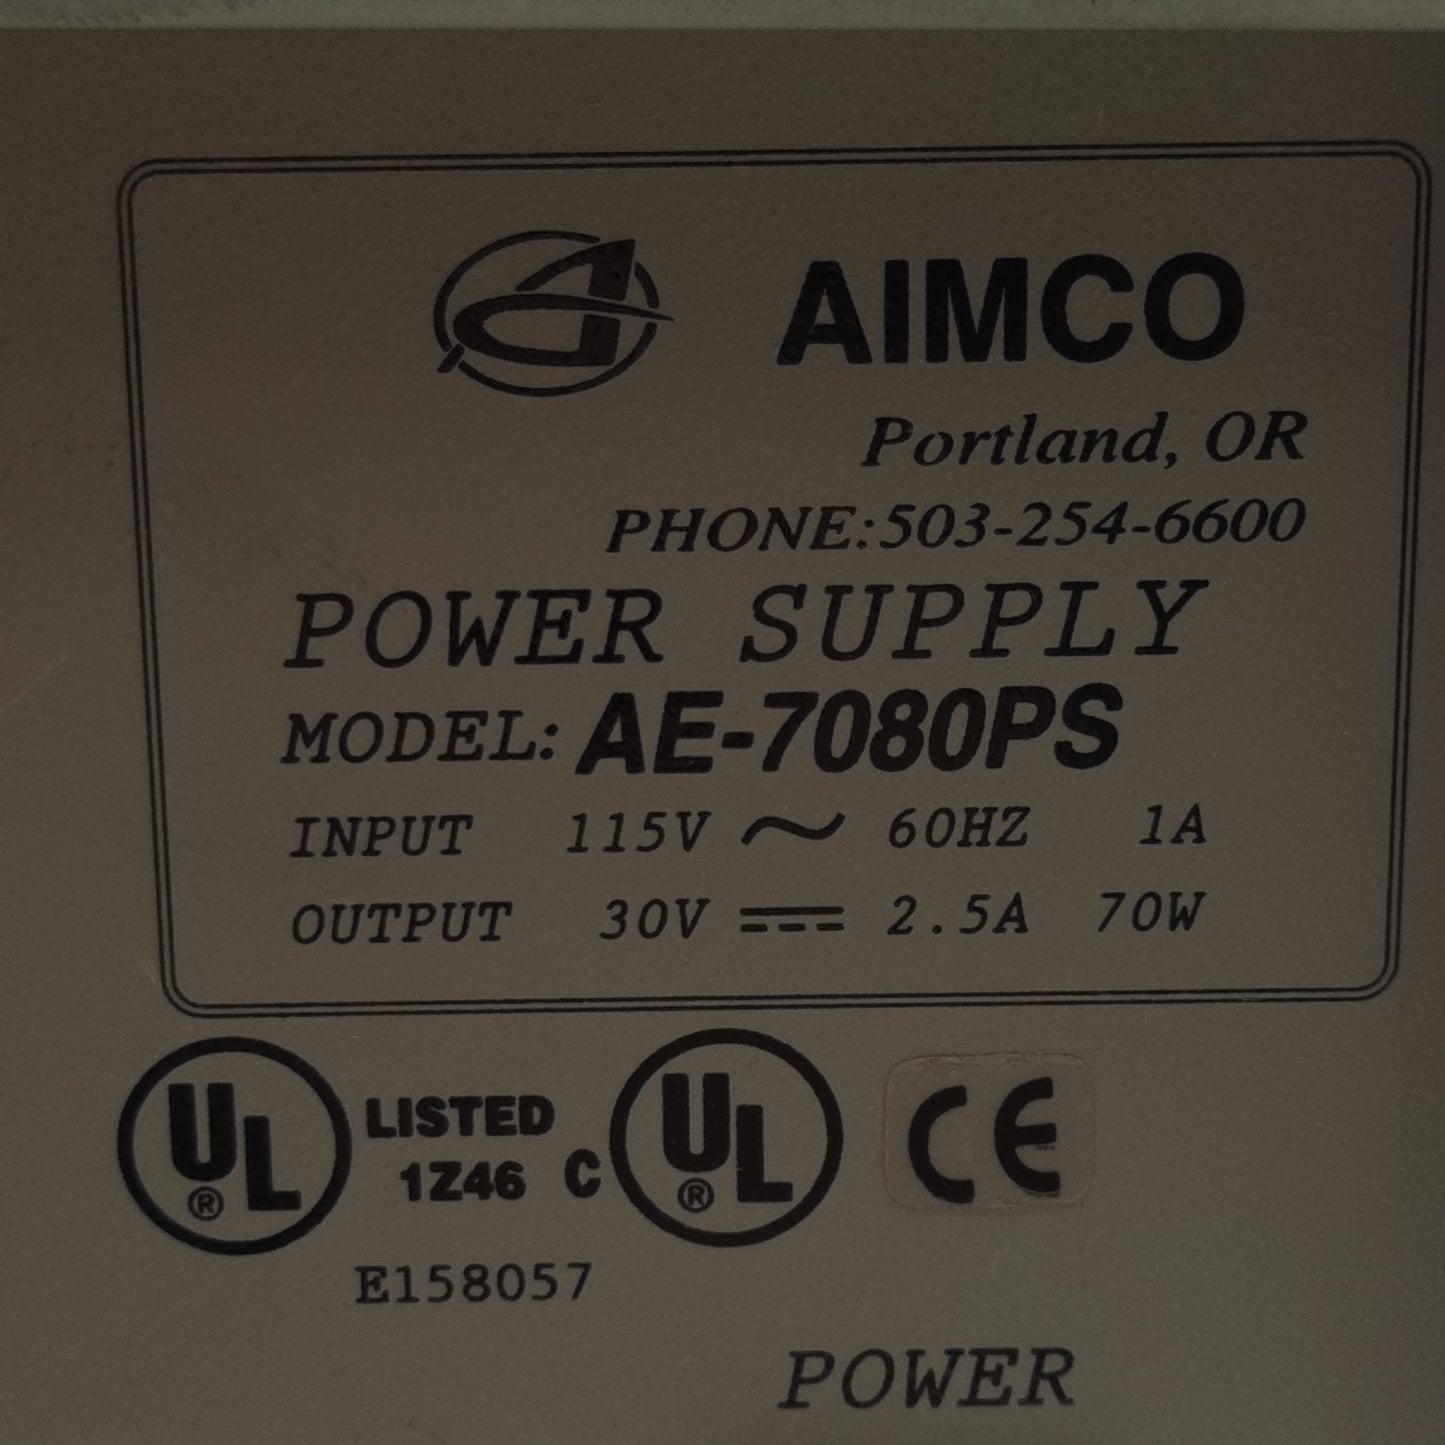 AIMCO
Portland, OR
PHONE:503-254-6600
POWER SUPPLY
MODEL: AE-7080PS
INPUT 115V ~ 60HZ 1A
OUTPUT 30V ⎓ 2.5A 70W
UL® LISTED 1Z46 C UL® CE
E158057
POWER